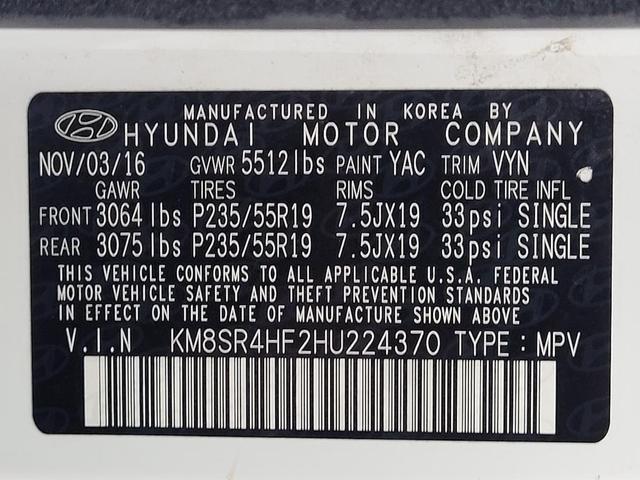 MANUFACTURED IN KOREA BY
HYUNDAI MOTOR COMPANY
NOV/03/16 GVWR 5512lbs PAINT YAC TRIM VYN
GAWR TIRES RIMS COLD TIRE INFL
FRONT 3064 lbs P235/55R19 7.5JX19 33psi SINGLE
REAR 3075 lbs P235/55R19 7.5JX19 33psi SINGLE
THIS VEHICLE CONFORMS TO ALL APPLICABLE U.S.A. FEDERAL
MOTOR VEHICLE SAFETY AND THEFT PREVENTION STANDARDS
IN EFFECT ON THE DATE OF MANUFACTURE SHOWN ABOVE
V.I.N KM8SR4HF2HU224370 TYPE : MPV